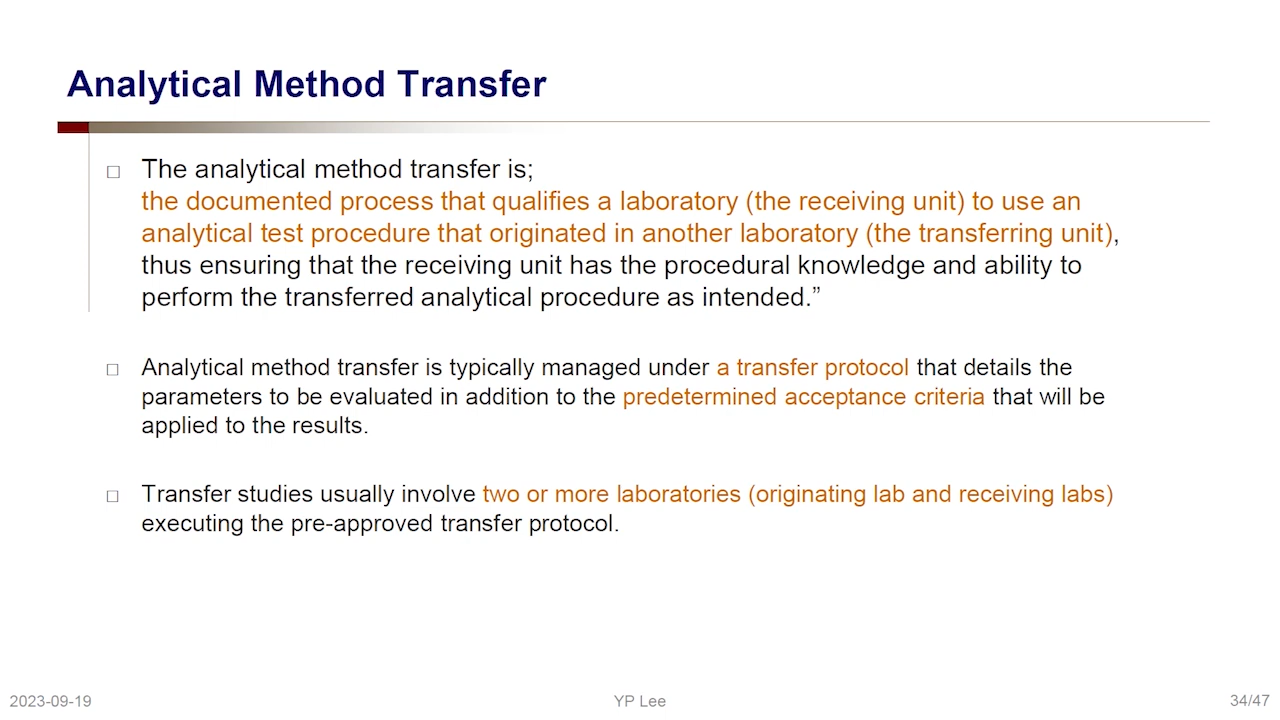 Analytical Method Transfer
The analytical method transfer is;
the documented process that qualifies a laboratory (the receiving unit) to use an
analytical test procedure that originated in another laboratory (the transferring unit),
thus ensuring that the receiving unit has the procedural knowledge and ability to
perform the transferred analytical procedure as intended.”
Analytical method transfer is typically managed under a transfer protocol that details the
parameters to be evaluated in addition to the predetermined acceptance criteria that will be
applied to the results.
Transfer studies usually involve two or more laboratories (originating lab and receiving labs)
executing the pre-approved transfer protocol.
2023-09-19
YP Lee
34/47